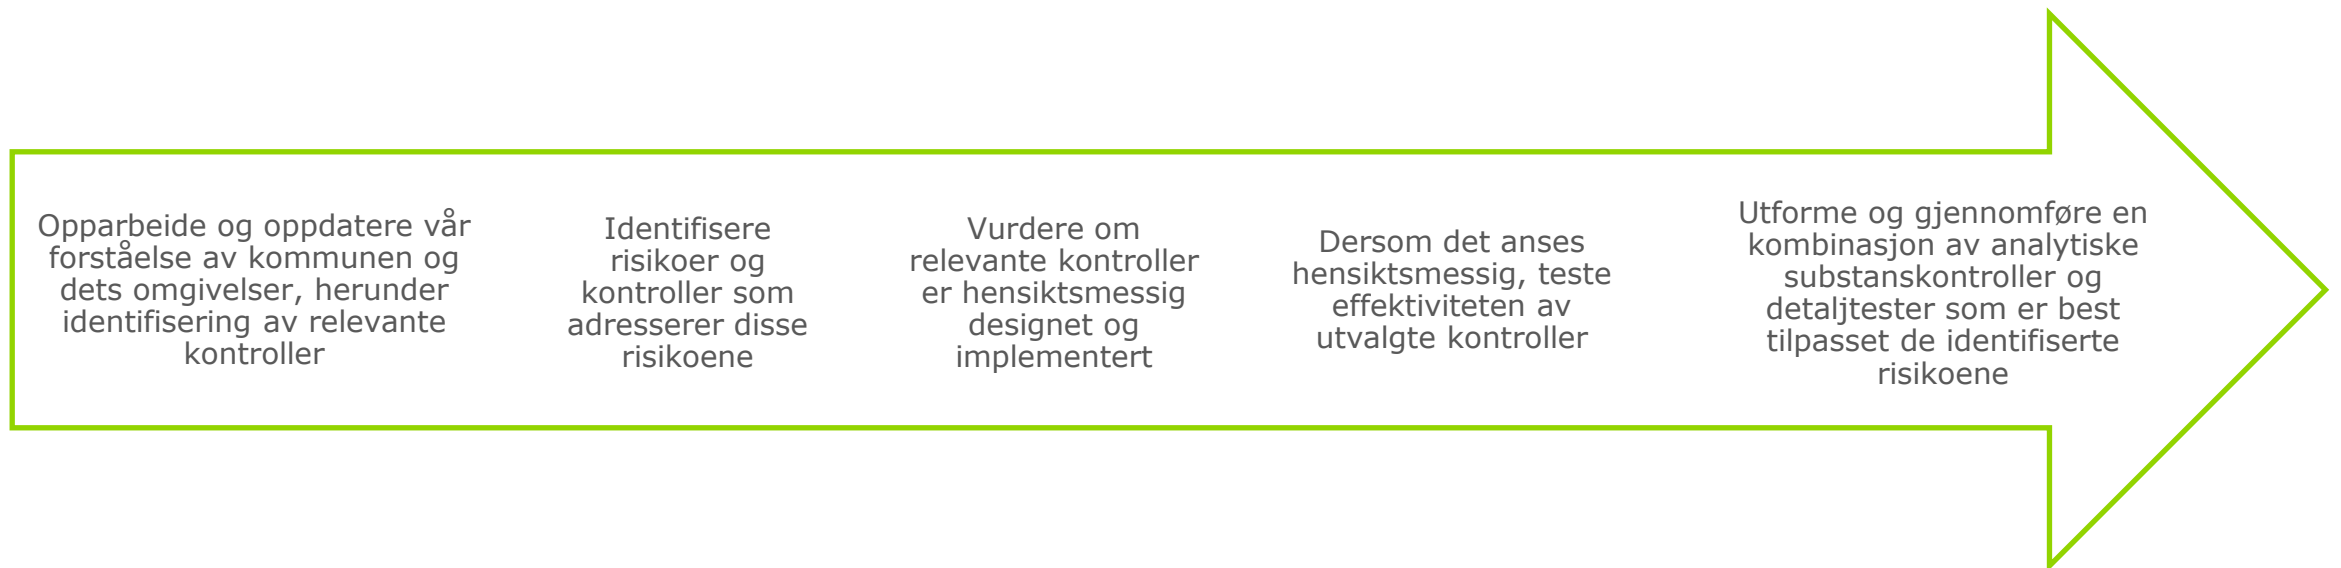 Opparbeide og oppdatere vår
forståelse av kommunen og
dets omgivelser, herunder
identifisering av relevante
kontroller
Identifisere
risikoer og
kontroller som
adresserer disse
risikoene
Vurdere om
relevante kontroller
er hensiktsmessig
designet og
implementert
Dersom det anses
hensiktsmessig, teste
effektiviteten av
utvalgte kontroller
Utforme og gjennomføre en
kombinasjon av analytiske
substanskontroller og
detaljtester som er best
tilpasset de identifiserte
risikoene